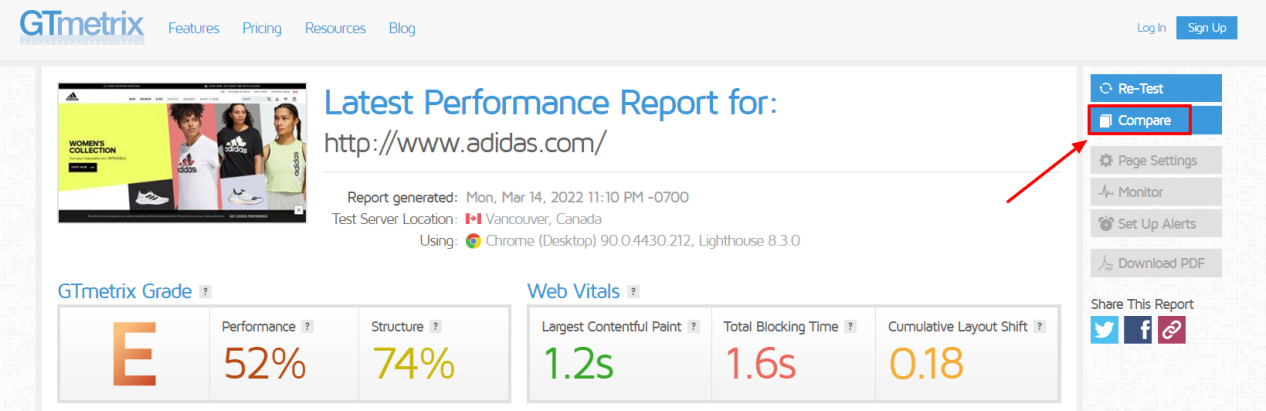 GTmetrix
Features Pricing Resources Blog
Log In Sign Up
WOMEN'S
COLLECTION
SHOP NOW
adidas
Latest Performance Report for:
http://www.adidas.com/
Report generated: Mon, Mar 14, 2022 11:10 PM -0700
Test Server Location: Vancouver, Canada
Using: Chrome (Desktop) 90.0.4430.212, Lighthouse 8.3.0
Re-Test
Compare
Page Settings
Monitor
Set Up Alerts
Download PDF
Share This Report
GTmetrix Grade ?
E
Performance ?
52%
Structure ?
74%
Web Vitals ?
Largest Contentful Paint ?
1.2s
Total Blocking Time ?
1.6s
Cumulative Layout Shift ?
0.18